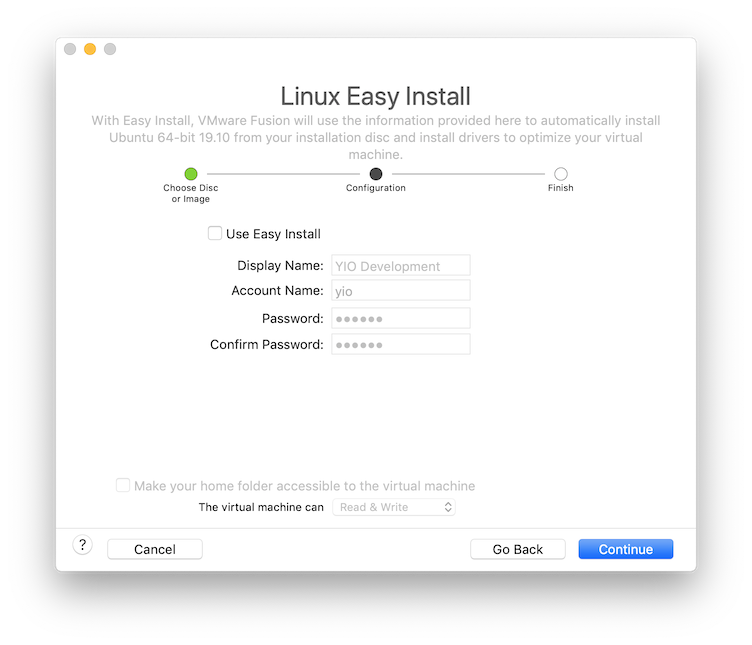 Linux Easy Install
With Easy Install, VMware Fusion will use the information provided here to automatically install
Ubuntu 64-bit 19.10 from your installation disc and install drivers to optimize your virtual
machine.
Choose Disc
or Image
Configuration
Finish
Use Easy Install
Display Name: YIO Development
Account Name: yio
Password: ●●●●●●
Confirm Password: ●●●●●●
Make your home folder accessible to the virtual machine
The virtual machine can Read & Write
? Cancel Go Back Continue